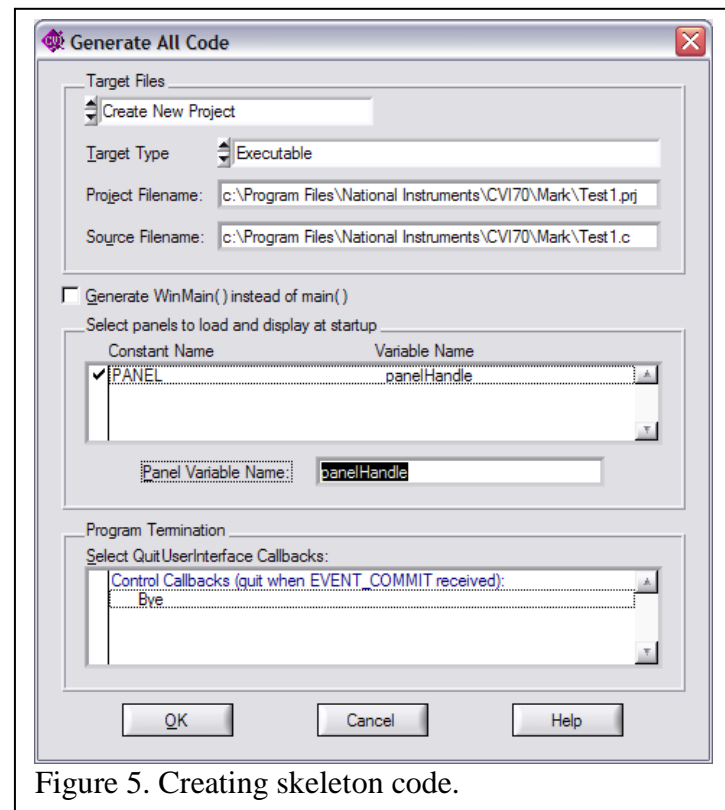 CVI Generate All Code
Target Files
Create New Project
Target Type Executable
Project Filename: c:\Program Files\National Instruments\CVI70\Mark\Test1.prj
Source Filename: c:\Program Files\National Instruments\CVI70\Mark\Test1.c
Generate WinMain() instead of main()
Select panels to load and display at startup
Constant Name Variable Name
PANEL panelHandle
Panel Variable Name: panelHandle
Program Termination
Select QuitUserInterface Callbacks:
Control Callbacks (quit when EVENT_COMMIT received):
Bye
OK Cancel Help
Figure 5. Creating skeleton code.